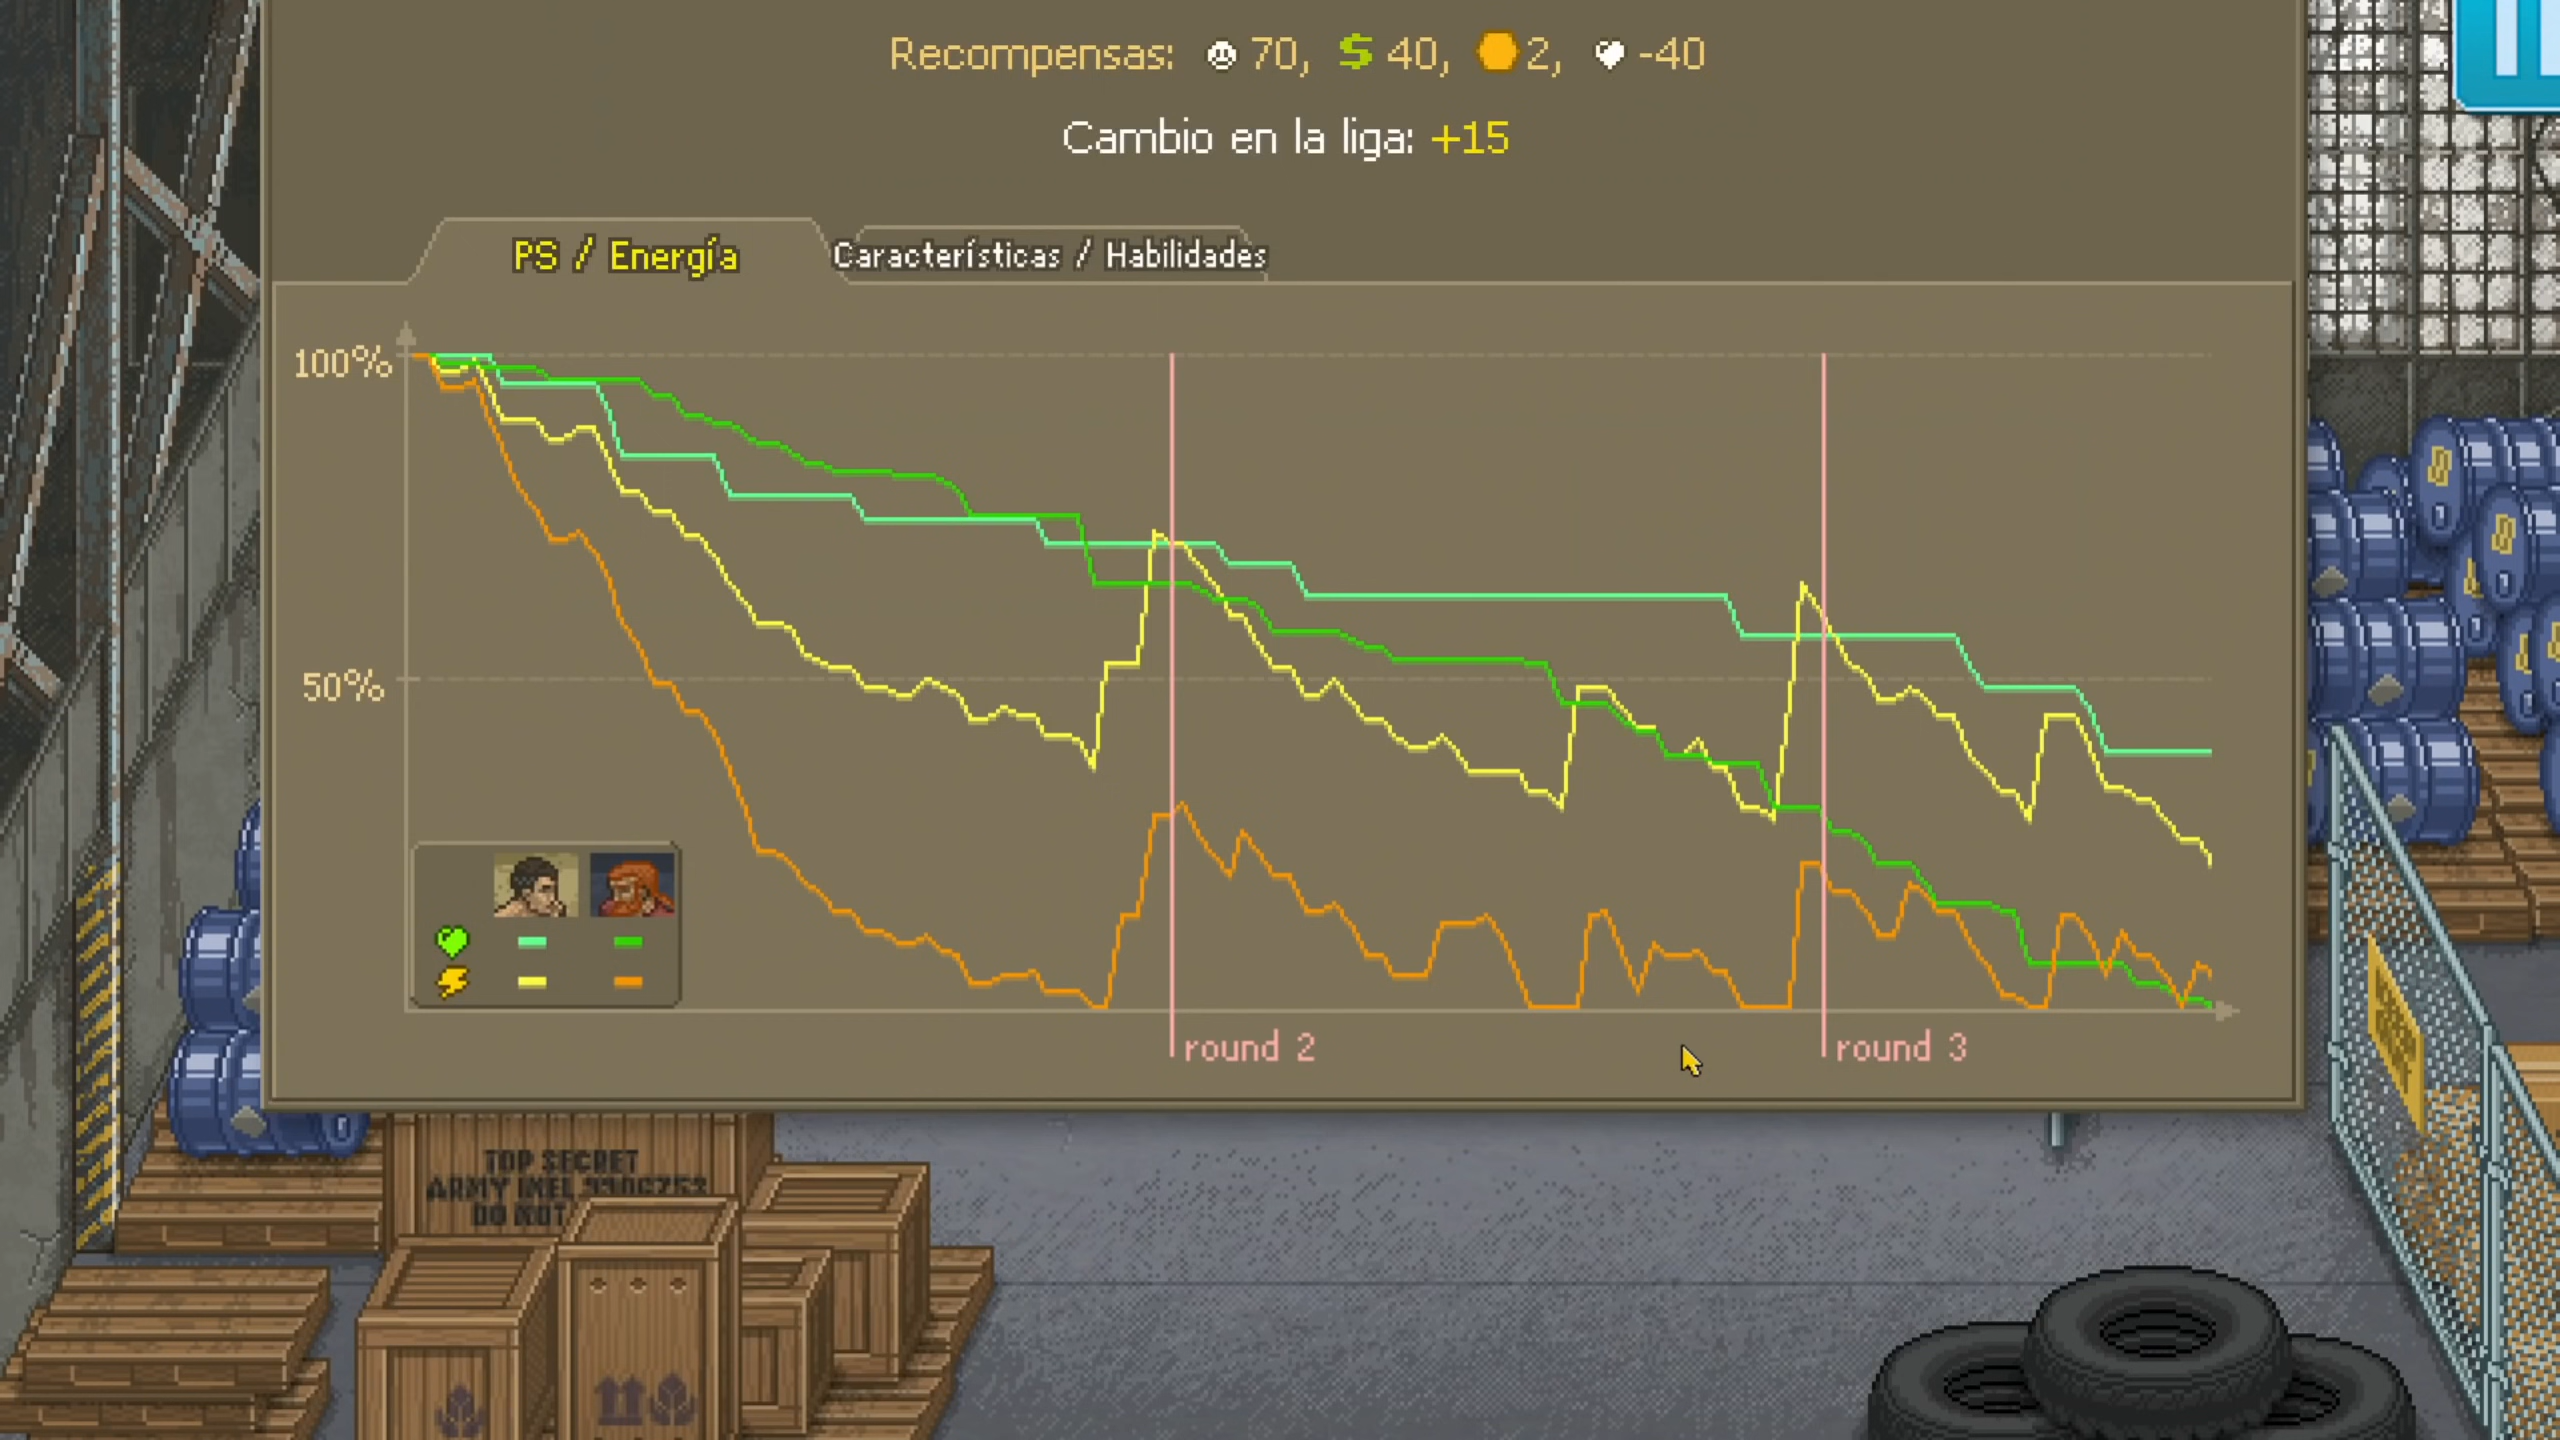 Recompensas: 70, $ 40, 2, -40
Cambio en la liga: +15
PS / Energía
Características / Habilidades
100%
50%
round 2
round 3
TOP SECRET
ARMY
DO NOT